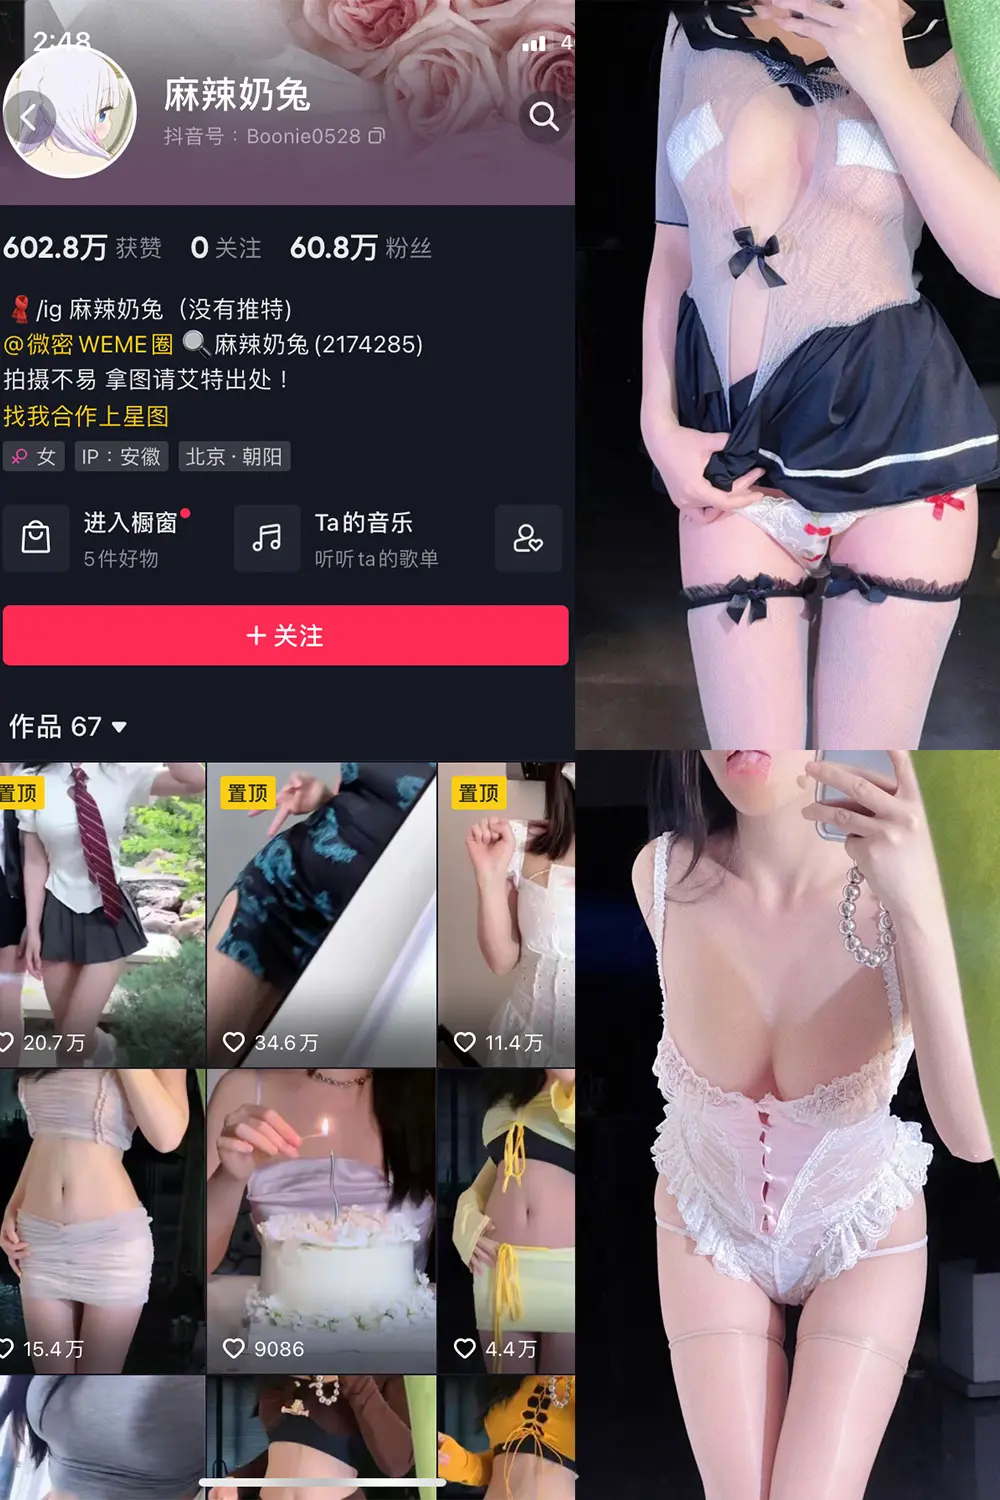 2:48
4
麻辣奶兔
抖音号：Boonie0528
602.8万 获赞 0 关注 60.8万 粉丝
/ig 麻辣奶兔（没有推特)
@微密 WEME圈 麻辣奶兔(2174285)
拍摄不易 拿图请艾特出处！
找我合作上星图
女 IP：安徽 北京·朝阳
进入橱窗 Ta的音乐
5件好物 听听ta的歌单
+ 关注
作品 67
置顶 置顶 置顶
20.7万 34.6万 11.4万
15.4万 9086 4.4万